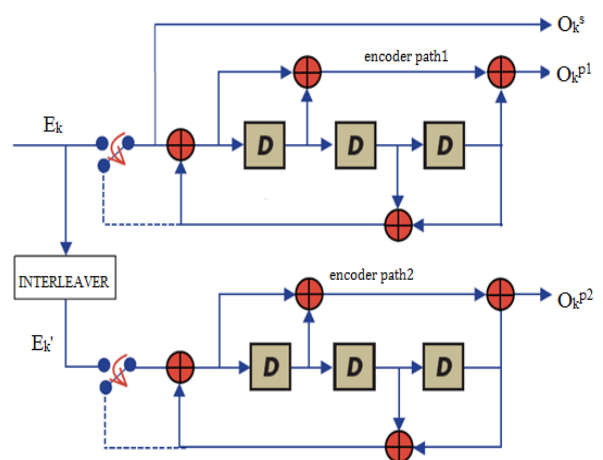 O_k^s
encoder path1
O_k^p1
E_k
D D D
INTERLEAVER
encoder path2
O_k^p2
E_k'
D D D